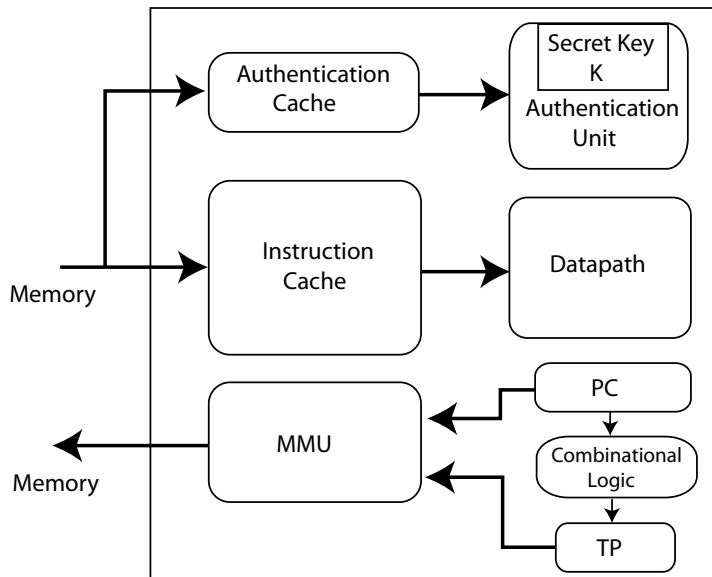 Authentication
Cache
Secret Key
K
Authentication
Unit
Memory
Instruction
Cache
Datapath
Memory
MMU
PC
Combinational
Logic
TP